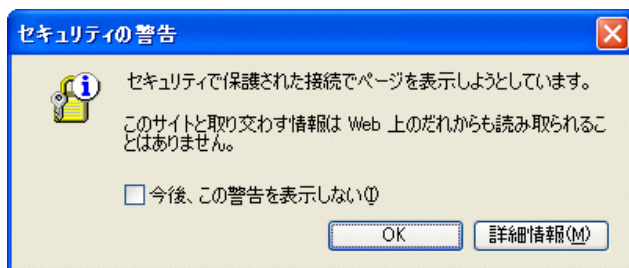 セキュリティの警告
セキュリティで保護された接続でページを表示しようとしています。
このサイトと取り交わす情報は Web 上のだれからも読み取られるこ
とはありません。
今後、この警告を表示しない(I)
OK 詳細情報(M)